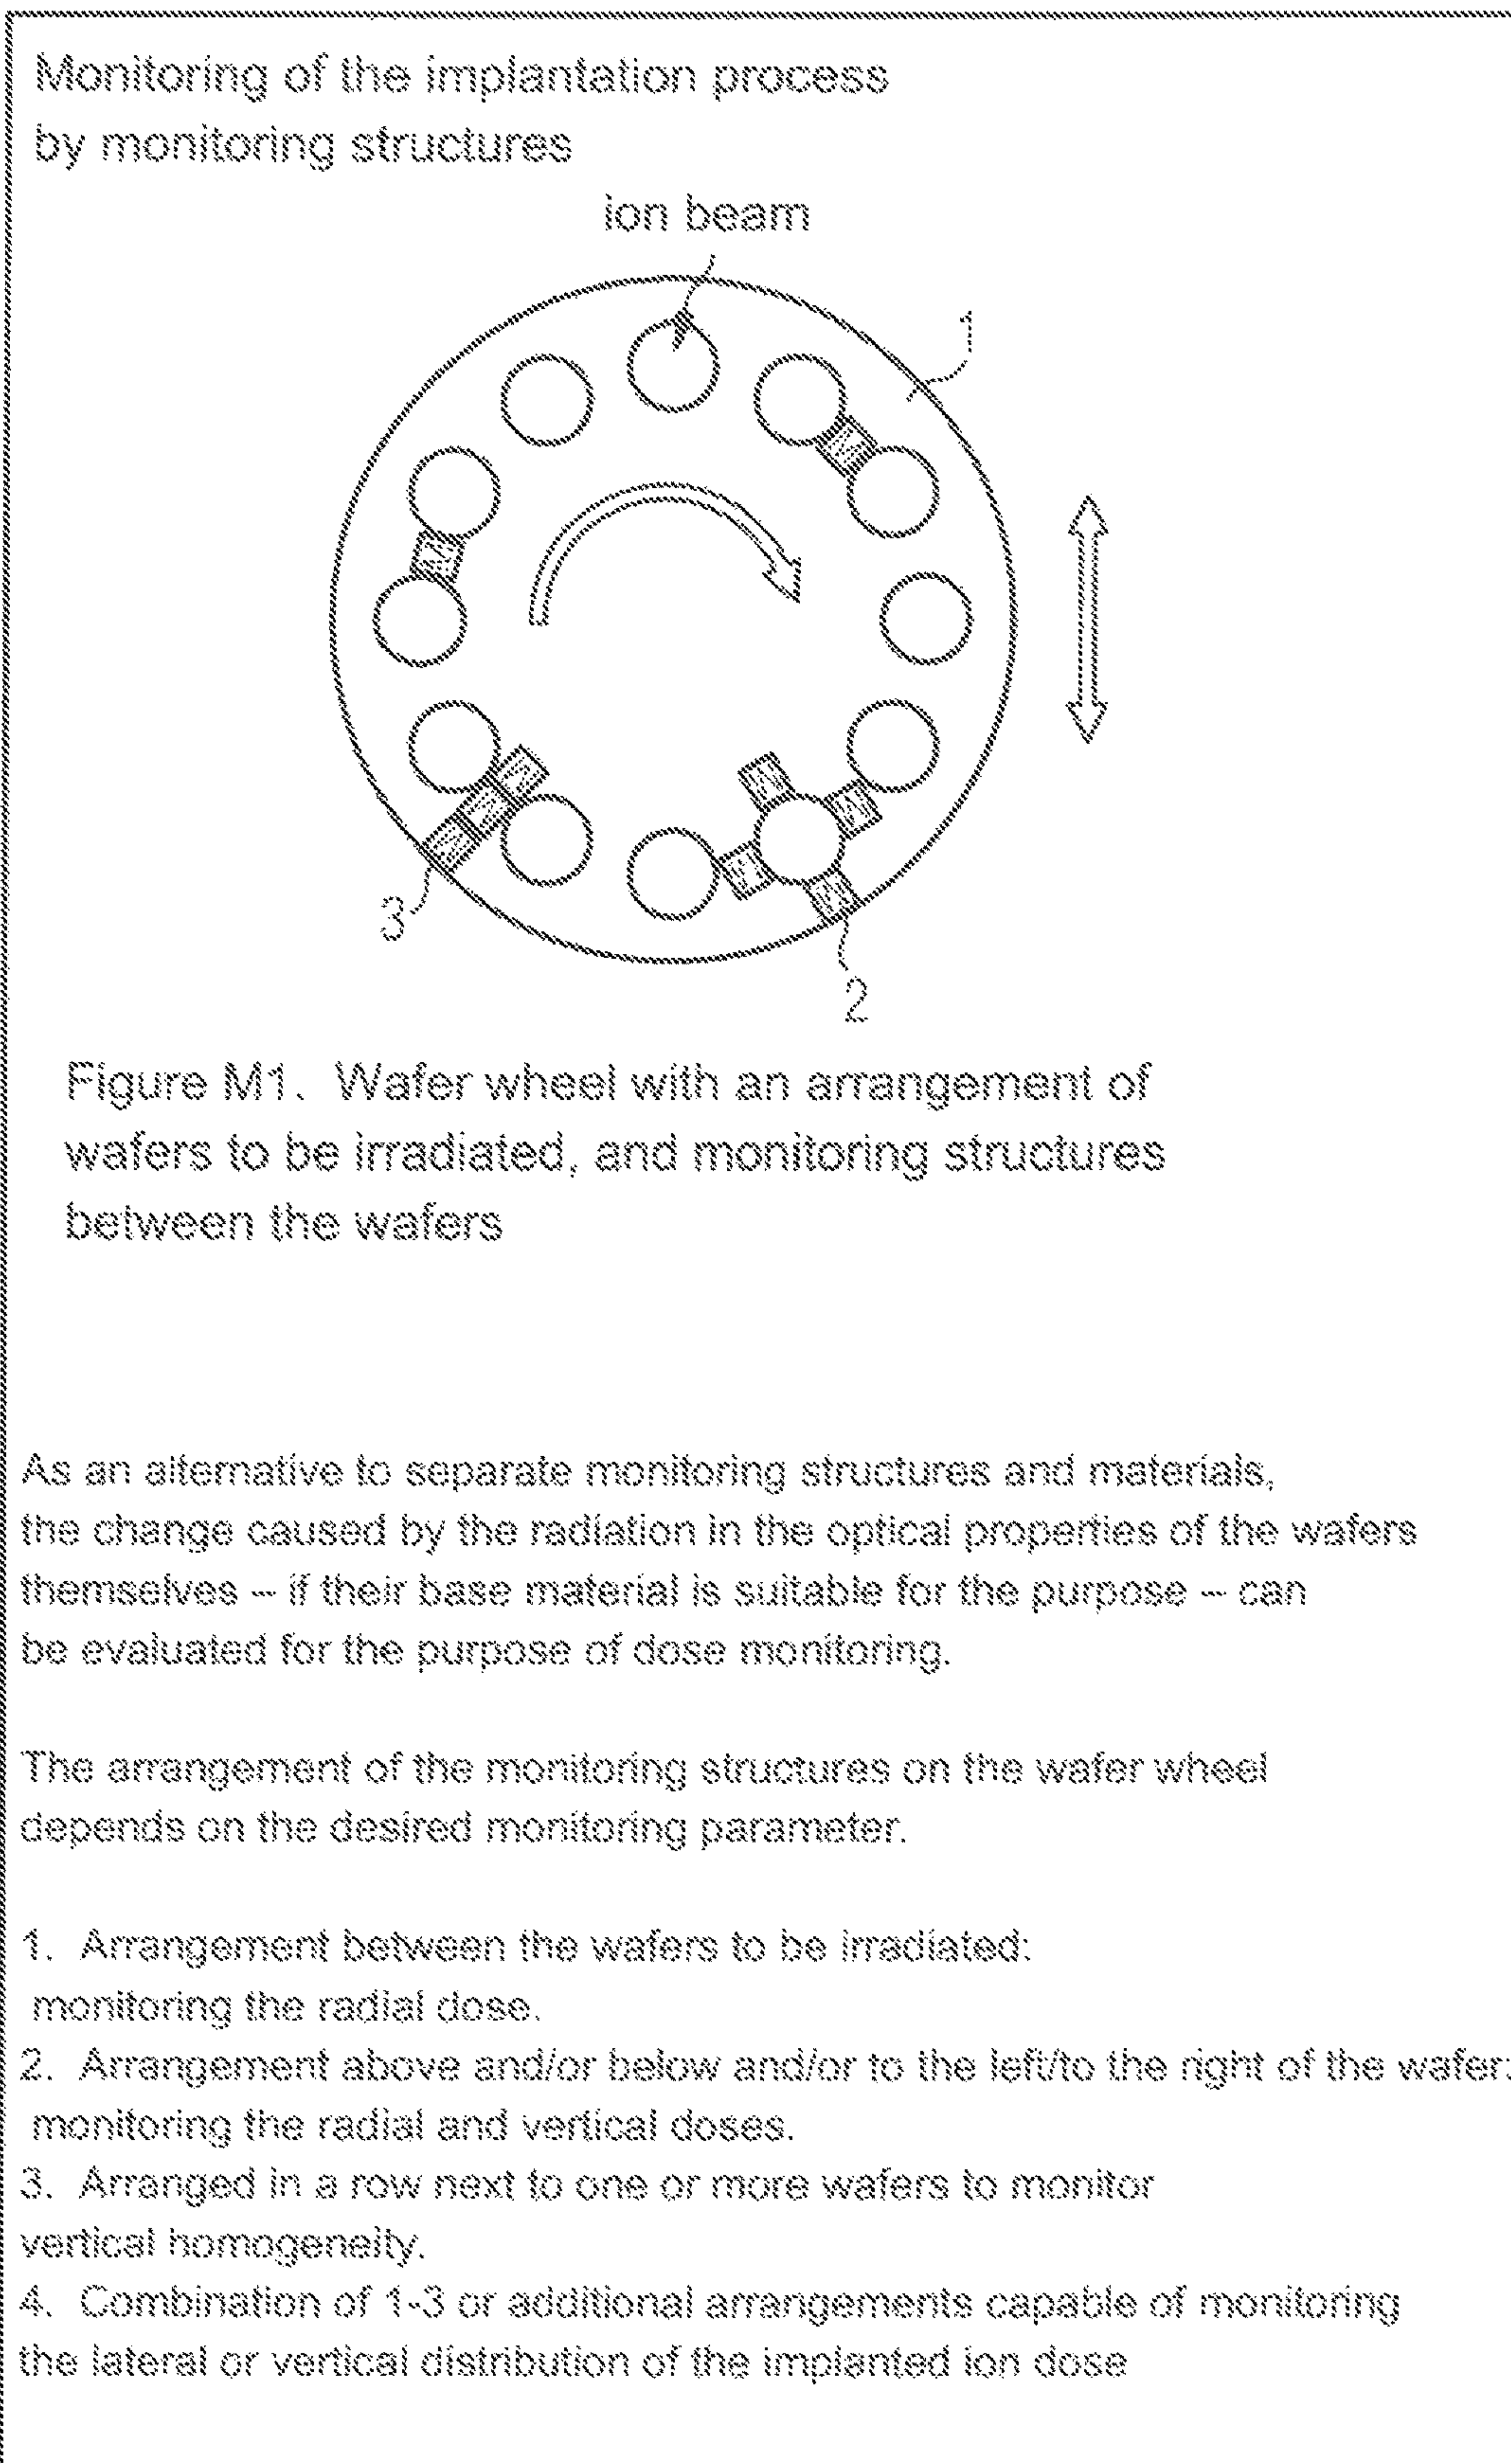 Monitoring of the implantation process
by monitoring structures
ion beam
1
M
M
M
M
M
M
M
M
M
3
2
Figure M1. Wafer wheel with an arrangement of
wafers to be irradiated, and monitoring structures
between the wafers
As an alternative to separate monitoring structures and materials,
the change caused by the radiation in the optical properties of the wafers
themselves – if their base material is suitable for the purpose – can
be evaluated for the purpose of dose monitoring.
The arrangement of the monitoring structures on the wafer wheel
depends on the desired monitoring parameter.
1. Arrangement between the wafers to be irradiated:
monitoring the radial dose.
2. Arrangement above and/or below and/or to the left/to the right of the wafer:
monitoring the radial and vertical doses.
3. Arranged in a row next to one or more wafers to monitor
vertical homogeneity.
4. Combination of 1-3 or additional arrangements capable of monitoring
the lateral or vertical distribution of the implanted ion dose